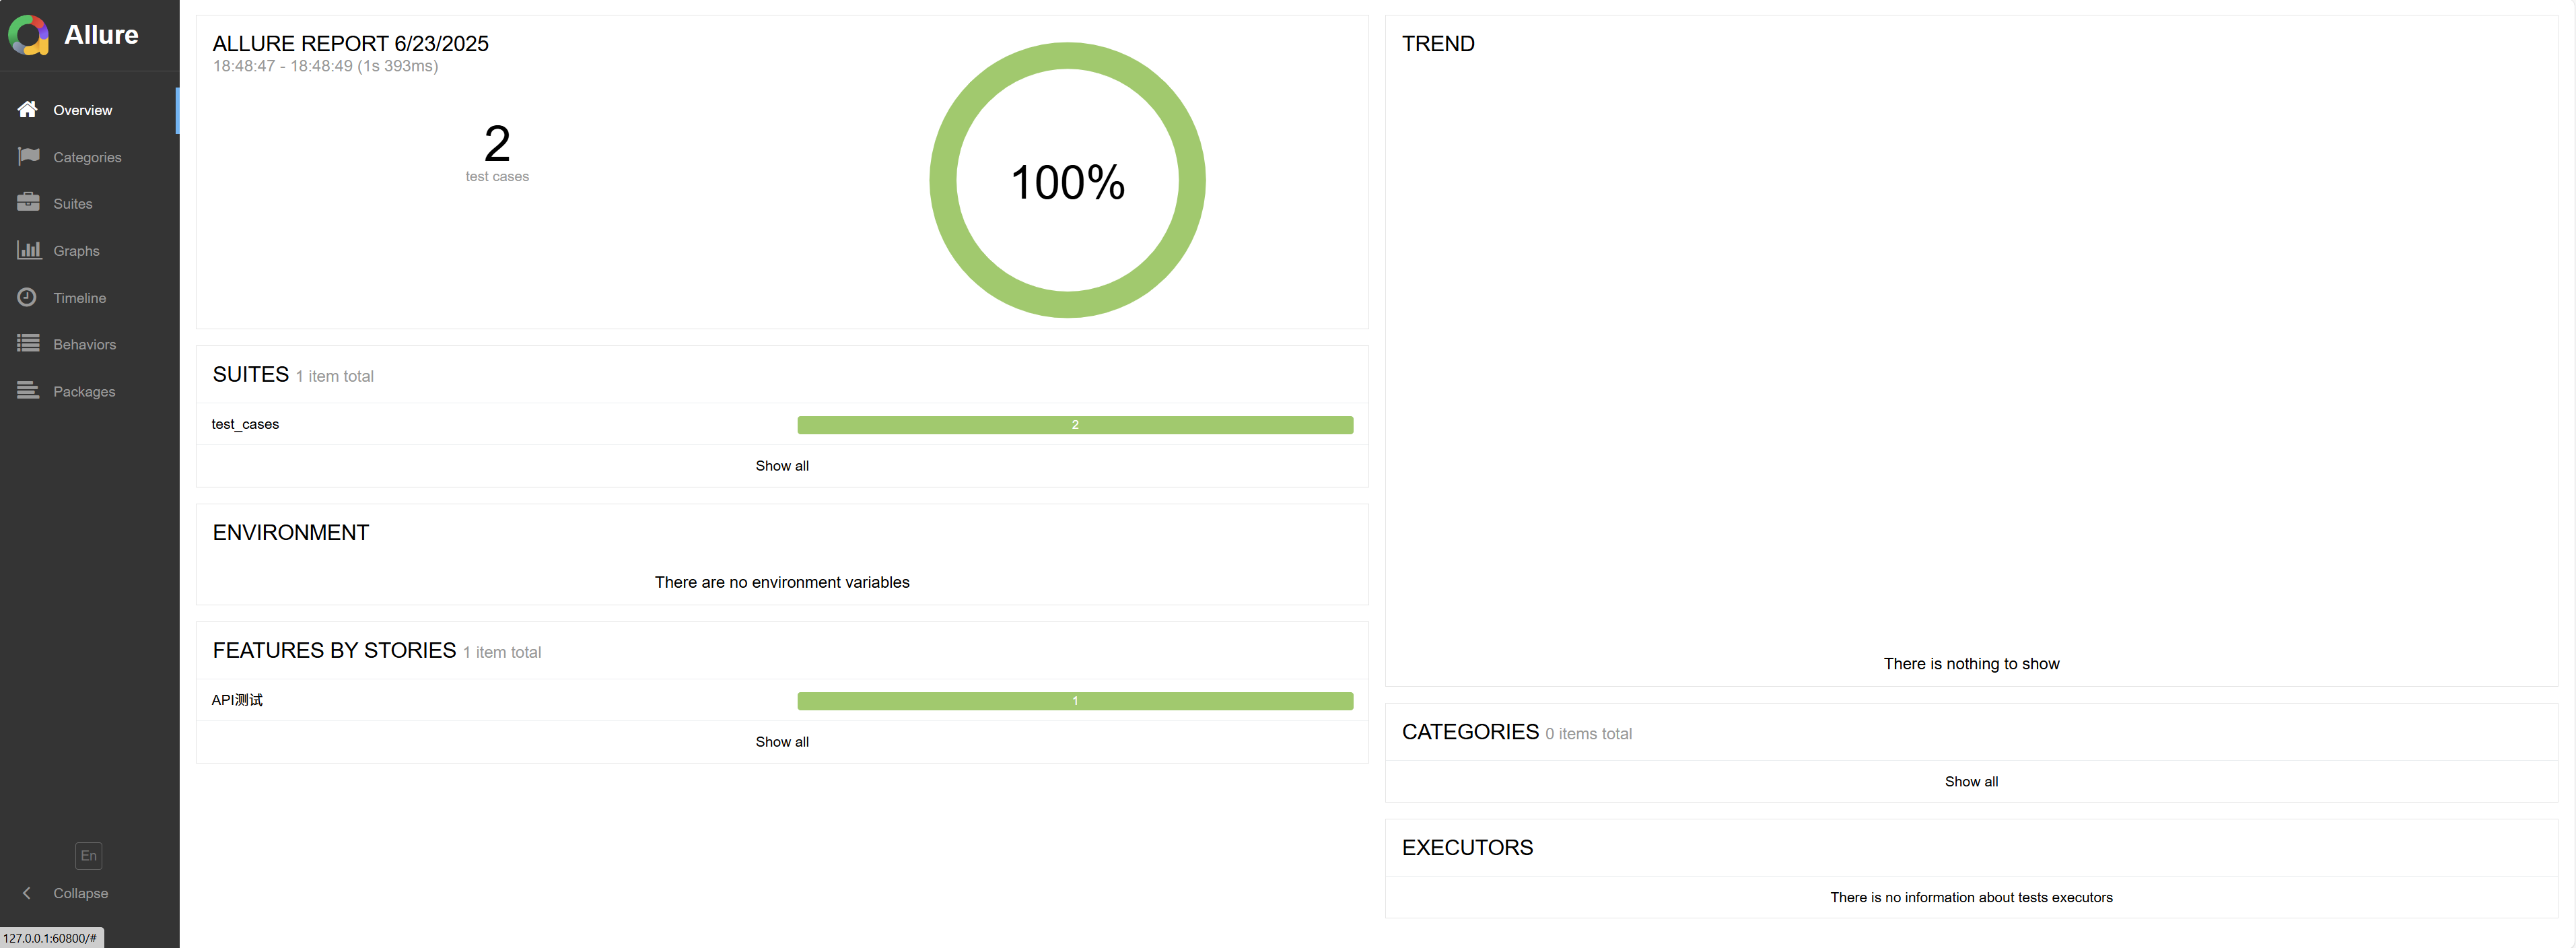 Allure
Overview
Categories
Suites
Graphs
Timeline
Behaviors
Packages
En
Collapse
127.0.0.1:60800/#
ALLURE REPORT 6/23/2025
18:48:47 - 18:48:49 (1s 393ms)
2
test cases
100%
SUITES 1 item total
test_cases 2
Show all
ENVIRONMENT
There are no environment variables
FEATURES BY STORIES 1 item total
API测试 1
Show all
TREND
There is nothing to show
CATEGORIES 0 items total
Show all
EXECUTORS
There is no information about tests executors